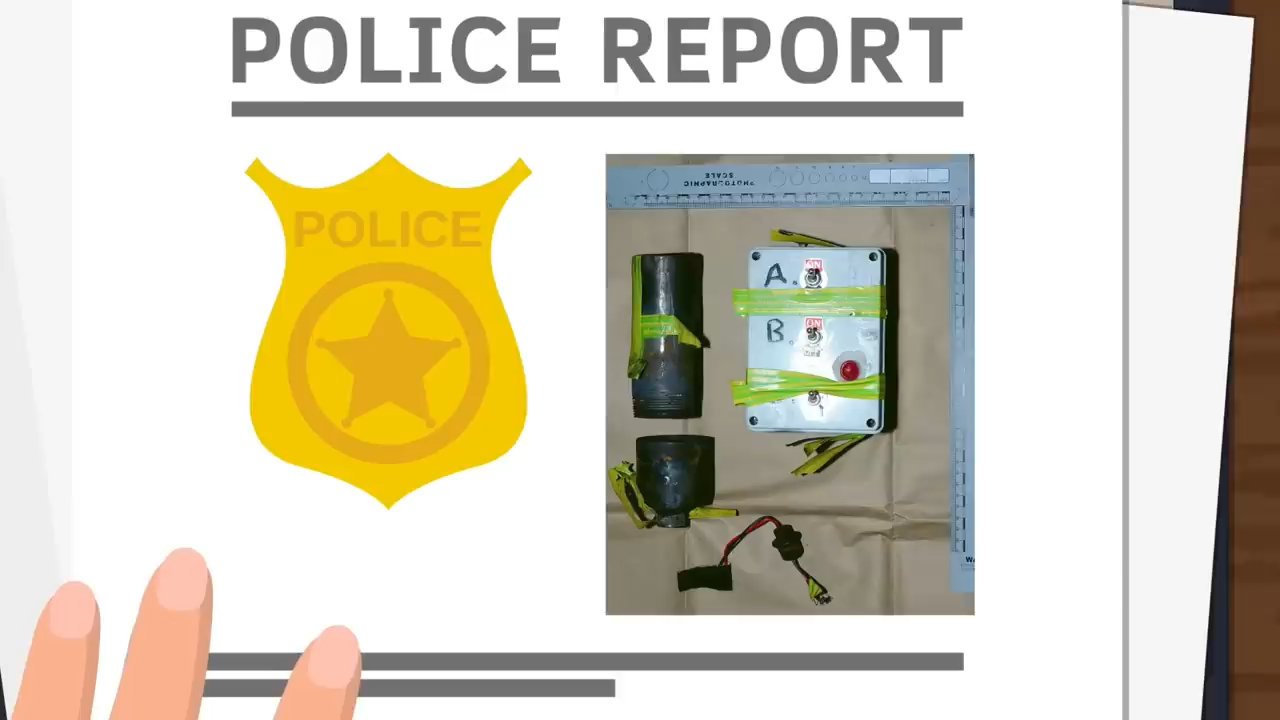 POLICE REPORT
POLICE
PHOTOGRAPHIC
SCALE
ON
A.
ON
B.